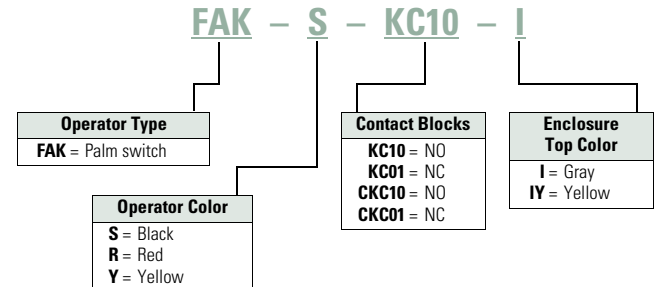 FAK – S – KC10 – I
Operator Type
FAK = Palm switch
Operator Color
S = Black
R = Red
Y = Yellow
Contact Blocks
KC10 = NO
KC01 = NC
CKC10 = NO
CKC01 = NC
Enclosure
Top Color
I = Gray
IY = Yellow